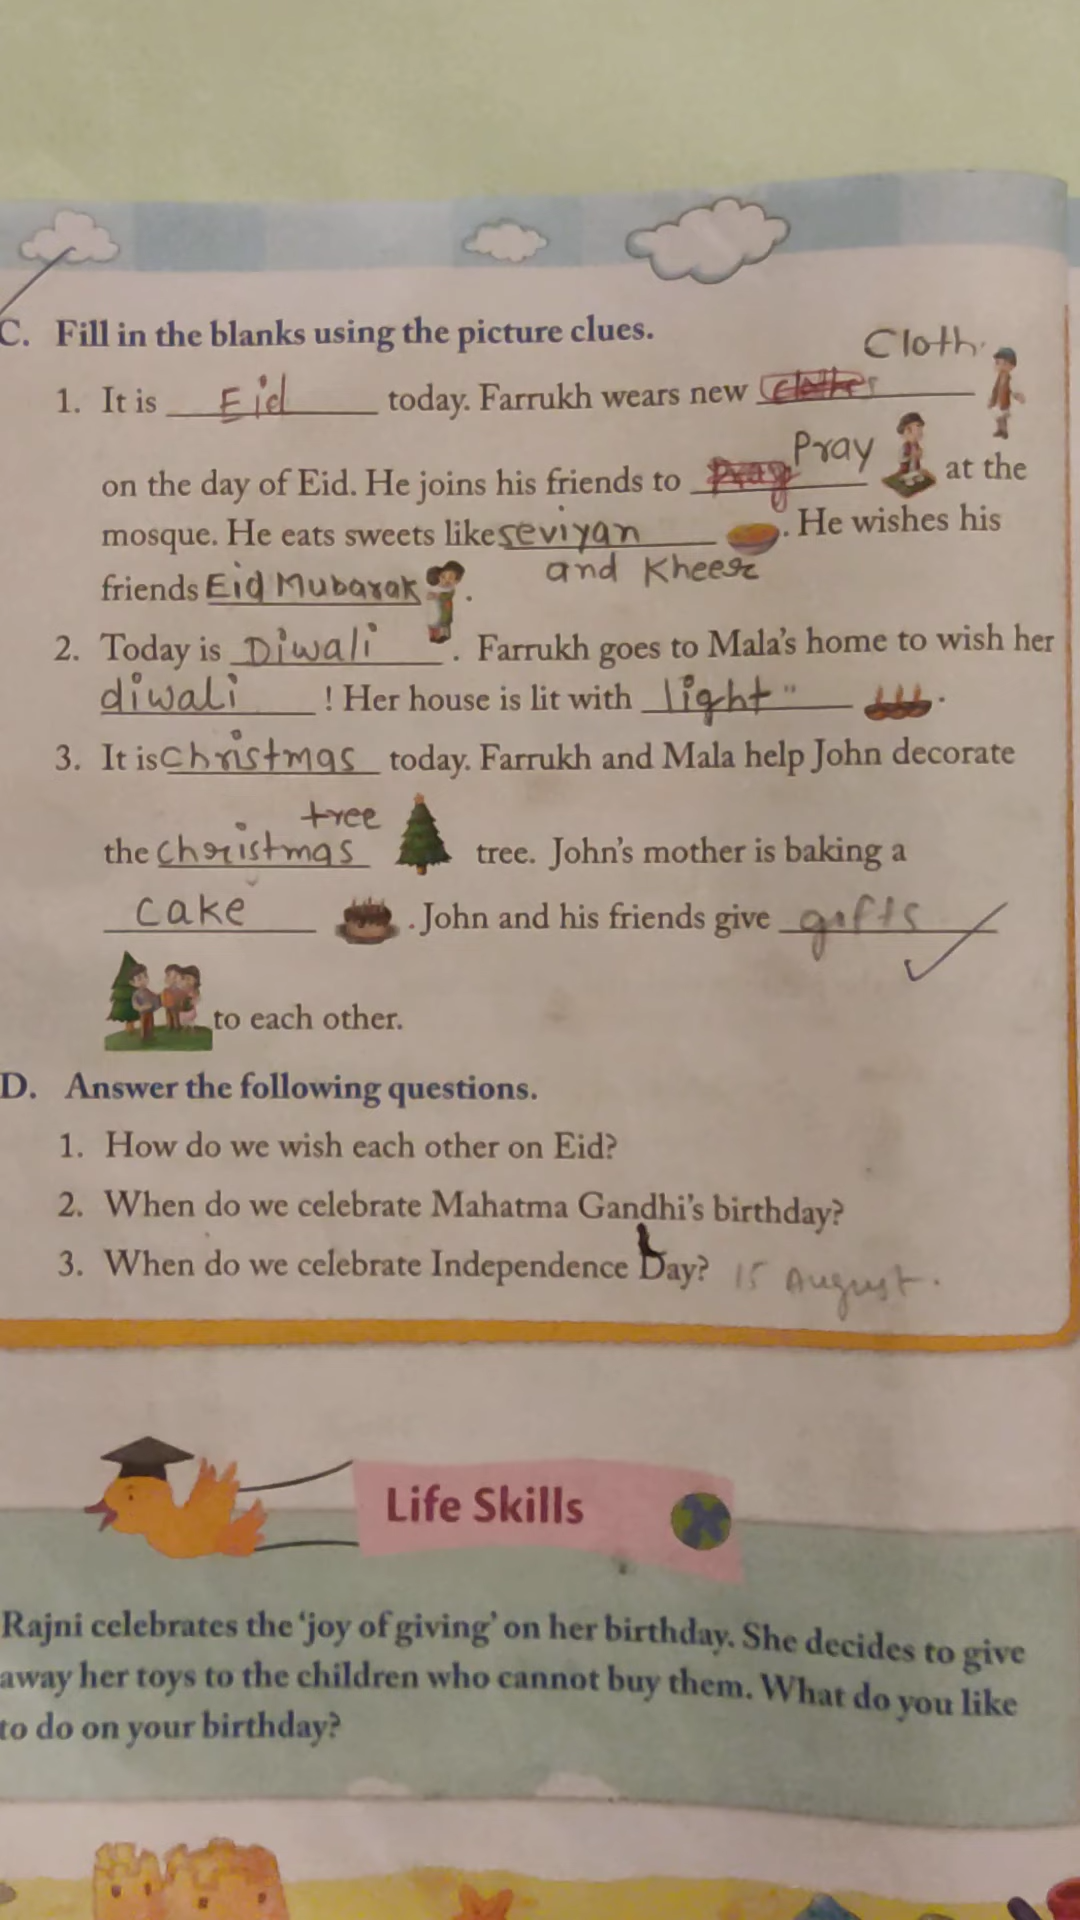 Cloth.
C. Fill in the blanks using the picture clues.
1. It is Eid today. Farrukh wears new clothes
Pray
on the day of Eid. He joins his friends to Pray at the
mosque. He eats sweets like seviyan . He wishes his
and Kheer
friends Eid Mubarak .
2. Today is Diwali . Farrukh goes to Mala's home to wish her
diwali ! Her house is lit with light " .
3. It is christmas today. Farrukh and Mala help John decorate
tree
the christmas tree. John's mother is baking a
cake . John and his friends give gifts
to each other.
D. Answer the following questions.
1. How do we wish each other on Eid?
2. When do we celebrate Mahatma Gandhi's birthday?
3. When do we celebrate Independence Day? 15 August.
Life Skills
Rajni celebrates the 'joy of giving' on her birthday. She decides to give
away her toys to the children who cannot buy them. What do you like
to do on your birthday?